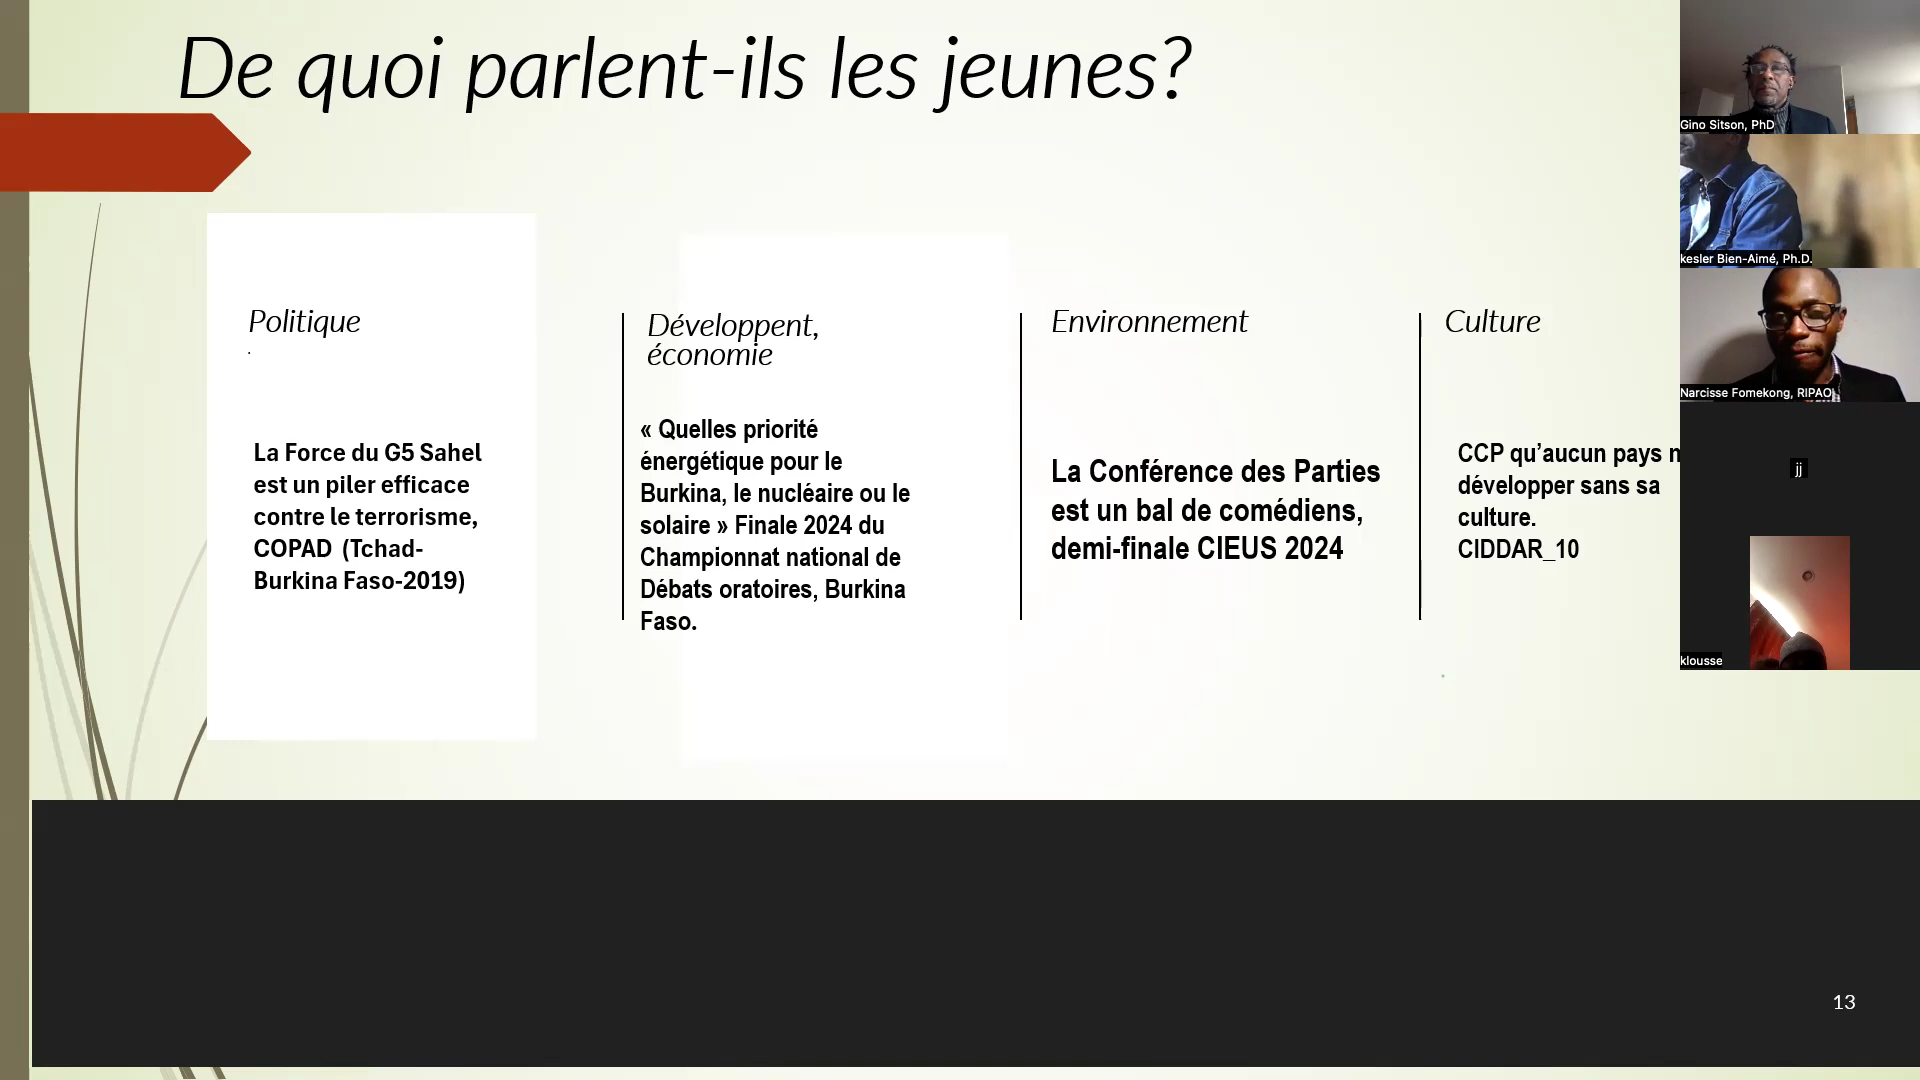 De quoi parlent-ils les jeunes?
Politique
.
La Force du G5 Sahel
est un piler efficace
contre le terrorisme,
COPAD (Tchad-
Burkina Faso-2019)
Développent,
économie
« Quelles priorité
énergétique pour le
Burkina, le nucléaire ou le
solaire » Finale 2024 du
Championnat national de
Débats oratoires, Burkina
Faso.
Environnement
La Conférence des Parties
est un bal de comédiens,
demi-finale CIEUS 2024
Culture
CCP qu’aucun pays
développer sans sa
culture.
CIDDAR_10
Gino Sitson, PhD
kesler Bien-Aimé, Ph.D.
Narcisse Fomekong, RIPAO
jj
klousse
13